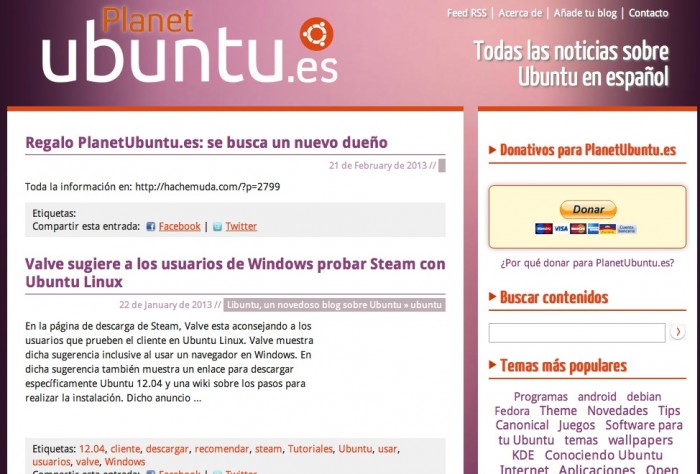 Planet
ubuntu.es
Feed RSS | Acerca de | Añade tu blog | Contacto
Todas las noticias sobre
Ubuntu en español
Regalo PlanetUbuntu.es: se busca un nuevo dueño
21 de February de 2013 //
Toda la información en: http://hachemuda.com/?p=2799
Etiquetas:
Compartir esta entrada: Facebook | Twitter
Valve sugiere a los usuarios de Windows probar Steam con
Ubuntu Linux
22 de January de 2013 // Libuntu, un novedoso blog sobre Ubuntu » ubuntu
En la página de descarga de Steam, Valve esta aconsejando a los
usuarios que prueben el cliente en Ubuntu Linux. Valve muestra
dicha sugerencia inclusive al usar un navegador en Windows. En
dicha sugerencia también muestra un enlace para descargar
específicamente Ubuntu 12.04 y una wiki sobre los pasos para
realizar la instalación. Dicho anuncio ...
Etiquetas: 12.04, cliente, descargar, recomendar, steam, Tutoriales, Ubuntu, usar,
usuarios, valve, Windows
Compartir esta entrada: Facebook | Twitter
Donativos para PlanetUbuntu.es
Donar
VISA
¿Por qué donar para PlanetUbuntu.es?
Buscar contenidos
Temas más populares
Programas android debian
Fedora Theme Novedades Tips
Canonical Juegos Software para
tu Ubuntu temas wallpapers
KDE Conociendo Ubuntu
Internet Aplicaciones Open